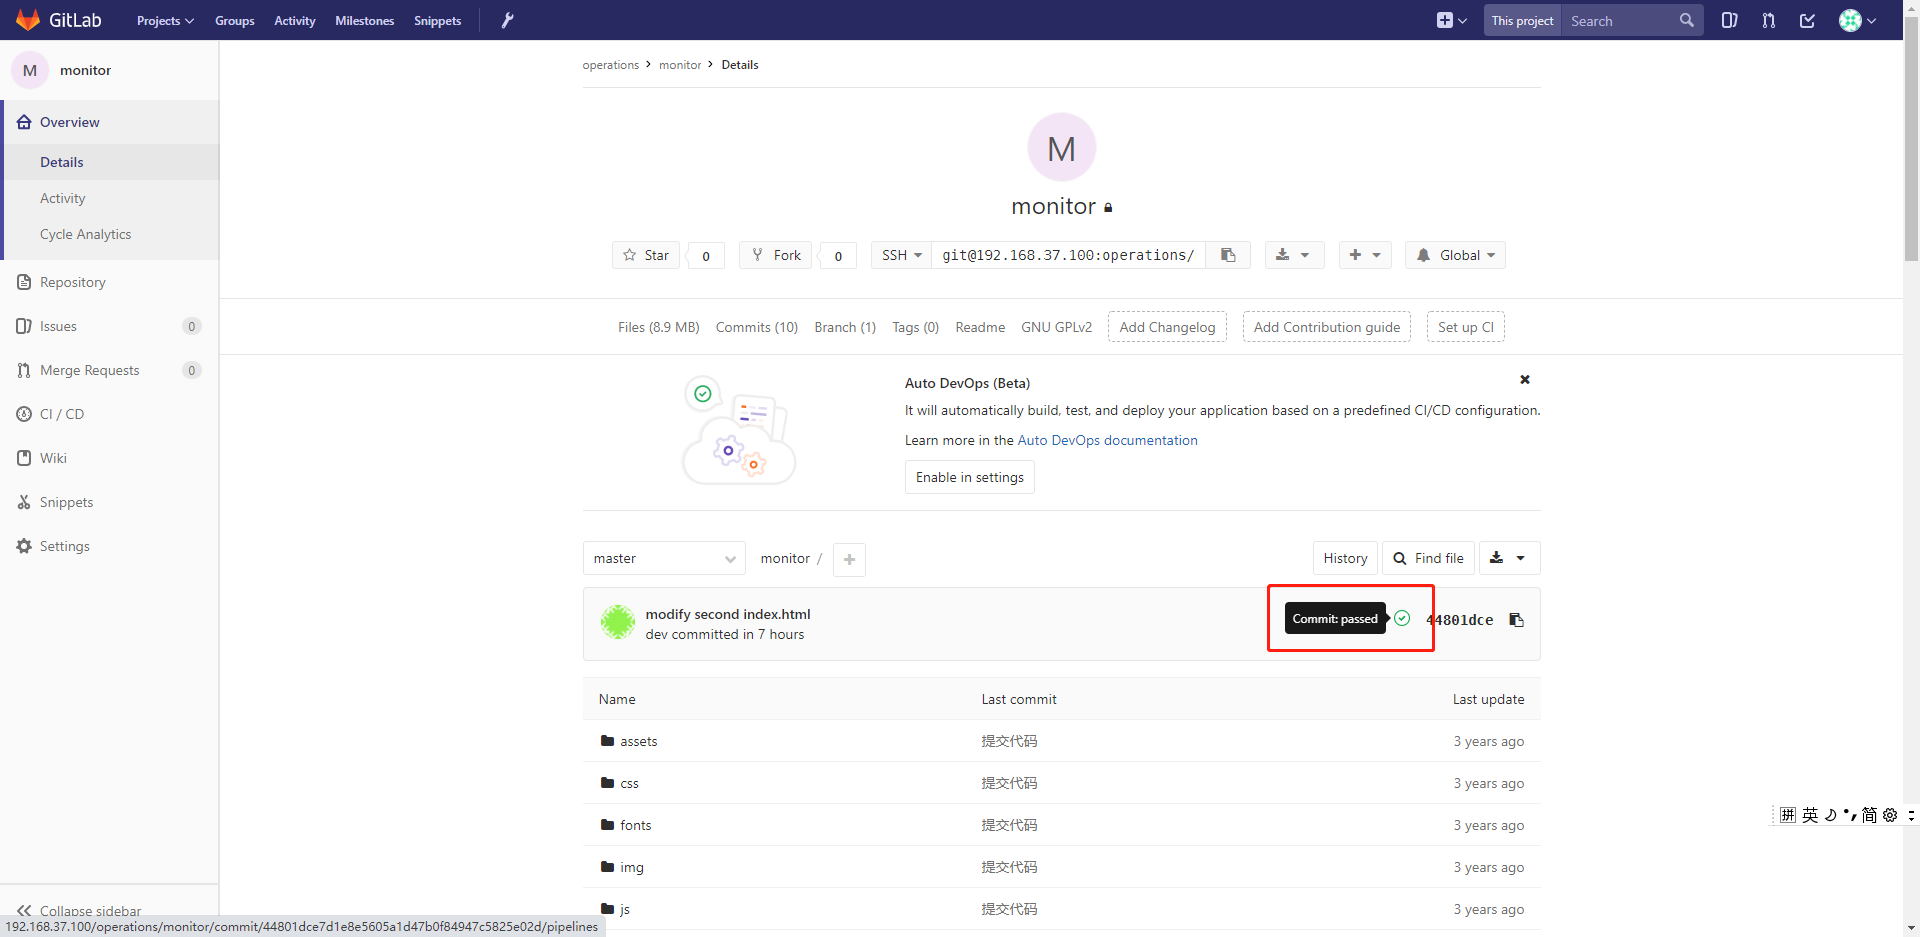 GitLab Projects Groups Activity Milestones Snippets This project Search
M monitor
Overview
Details
Activity
Cycle Analytics
Repository
Issues 0
Merge Requests 0
CI / CD
Wiki
Snippets
Settings
Collapse sidebar
operations › monitor › Details
M
monitor
Star 0 Fork 0 SSH git@192.168.37.100:operations/ Global
Files (8.9 MB) Commits (10) Branch (1) Tags (0) Readme GNU GPLv2 Add Changelog Add Contribution guide Set up CI
Auto DevOps (Beta)
It will automatically build, test, and deploy your application based on a predefined CI/CD configuration.
Learn more in the Auto DevOps documentation
Enable in settings
master monitor / + History Find file
modify second index.html
dev committed in 7 hours
Commit: passed 44801dce
Name Last commit Last update
assets 提交代码 3 years ago
css 提交代码 3 years ago
fonts 提交代码 3 years ago
img 提交代码 3 years ago
js 提交代码 3 years ago
拼 英 简
192.168.37.100/operations/monitor/commit/44801dce7d1e8e5605a1d47b0f84947c5825e02d/pipelines